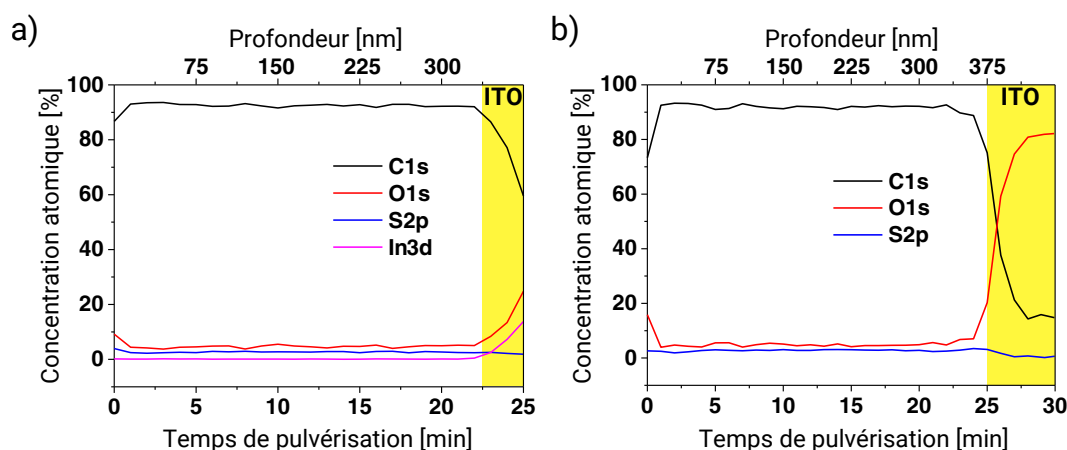 a)
Profondeur [nm]
75 150 225 300
Concentration atomique [%]
100
80
60
40
20
0
ITO
C1s
O1s
S2p
In3d
0 5 10 15 20 25
Temps de pulvérisation [min]
b)
Profondeur [nm]
75 150 225 300 375
Concentration atomique [%]
100
80
60
40
20
0
ITO
C1s
O1s
S2p
0 5 10 15 20 25 30
Temps de pulvérisation [min]